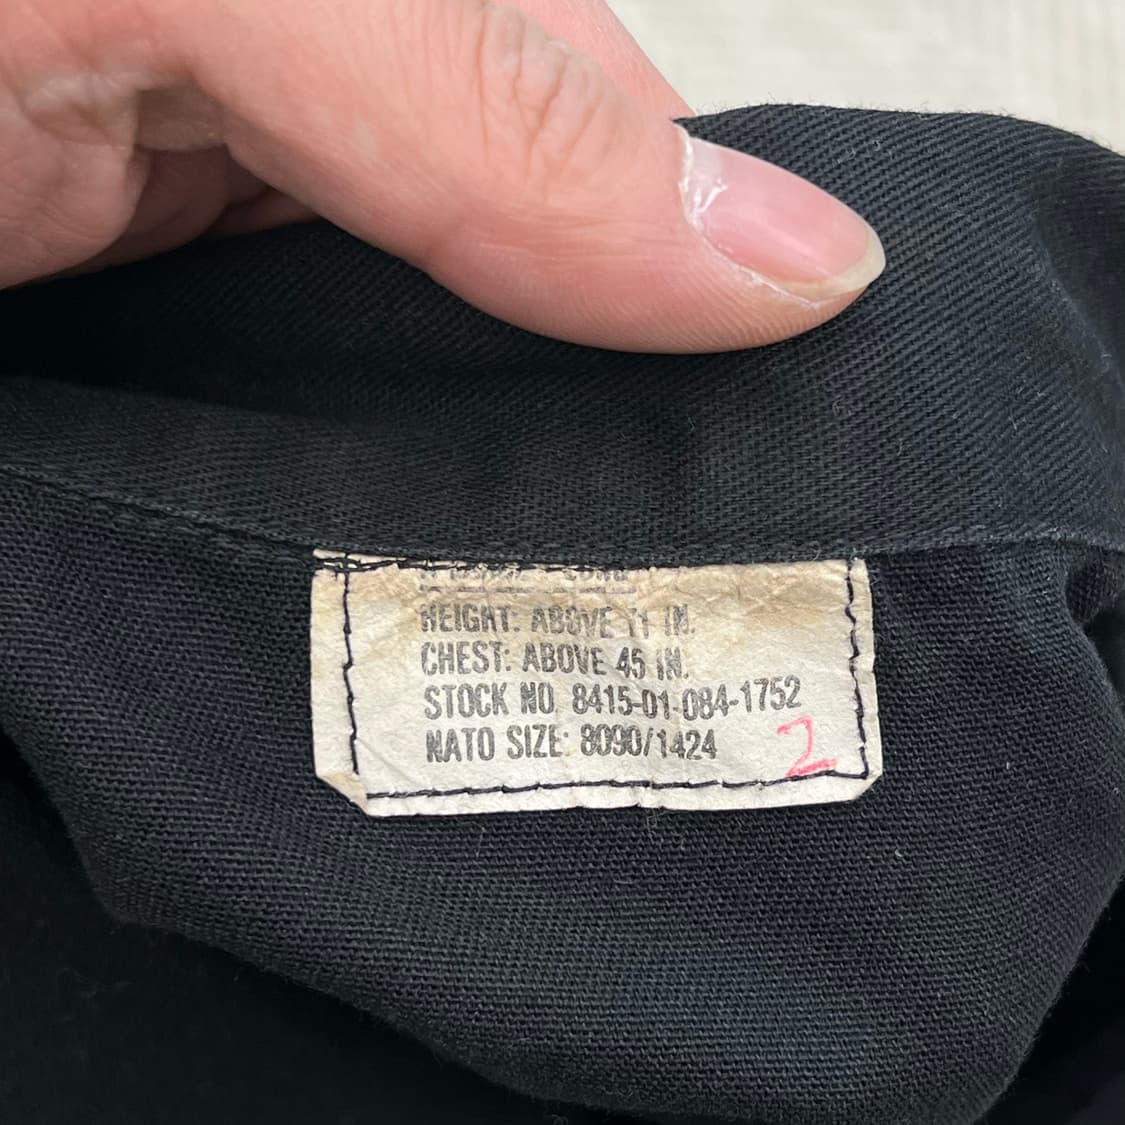 LONG
HEIGHT: ABOVE 71 IN.
CHEST: ABOVE 45 IN.
STOCK NO. 8415-01-084-1752
NATO SIZE: 8090/1424
2